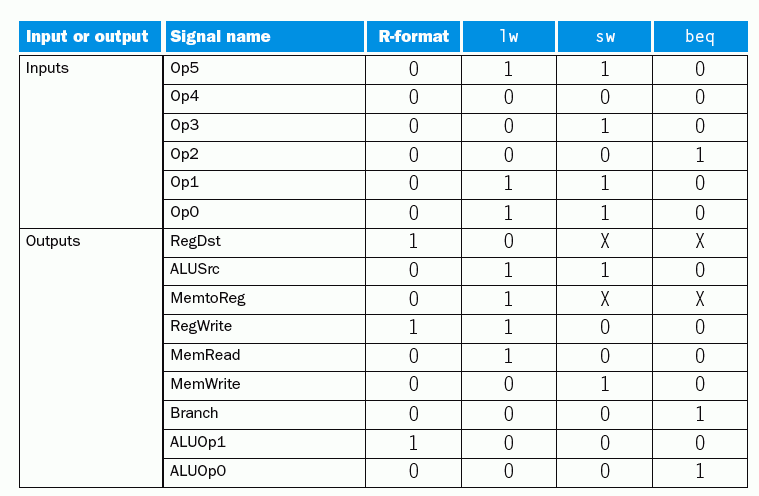 Input or output Signal name R-format lw sw beq
Inputs Op5 0 1 1 0
Op4 0 0 0 0
Op3 0 0 1 0
Op2 0 0 0 1
Op1 0 1 1 0
Op0 0 1 1 0
Outputs RegDst 1 0 X X
ALUSrc 0 1 1 0
MemtoReg 0 1 X X
RegWrite 1 1 0 0
MemRead 0 1 0 0
MemWrite 0 0 1 0
Branch 0 0 0 1
ALUOp1 1 0 0 0
ALUOp0 0 0 0 1